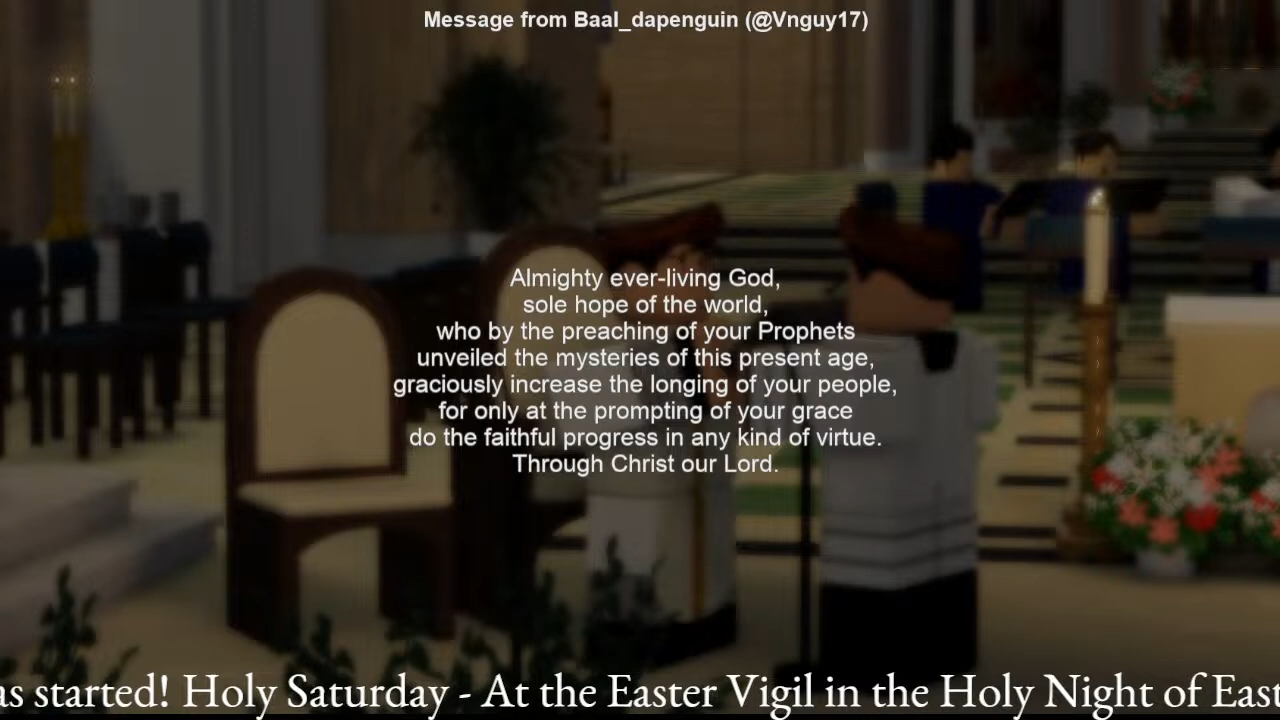 Message from Baal_dapenguin (@Vnguy17)
Almighty ever-living God,
sole hope of the world,
who by the preaching of your Prophets
unveiled the mysteries of this present age,
graciously increase the longing of your people,
for only at the prompting of your grace
do the faithful progress in any kind of virtue.
Through Christ our Lord.
as started! Holy Saturday - At the Easter Vigil in the Holy Night of East